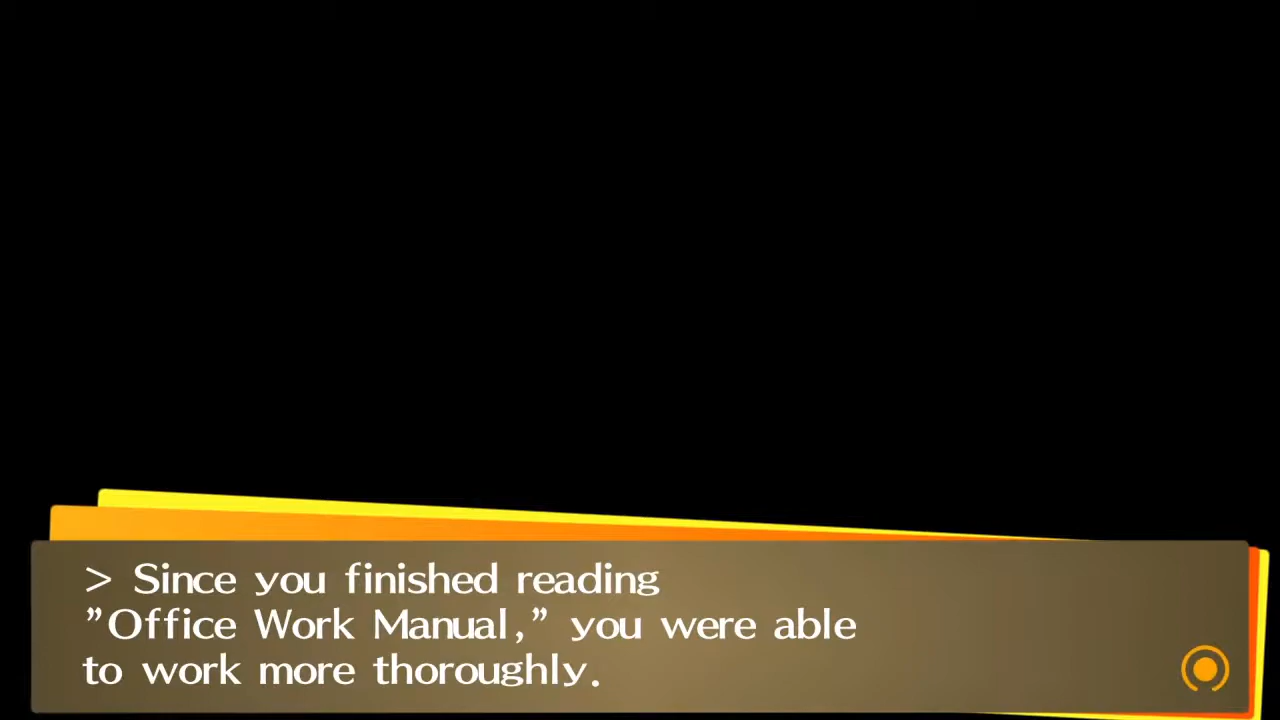 > Since you finished reading
”Office Work Manual,” you were able
to work more thoroughly.